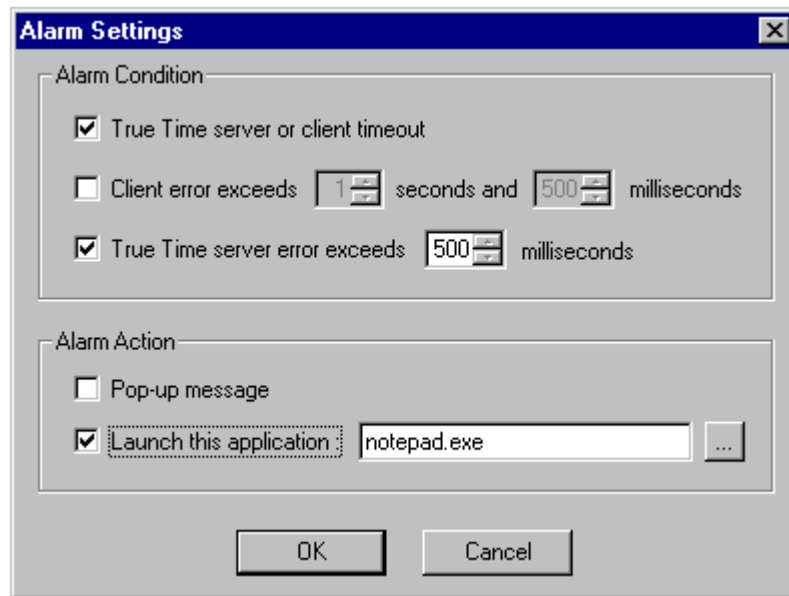 Alarm Settings
Alarm Condition
True Time server or client timeout
Client error exceeds 1 seconds and 500 milliseconds
True Time server error exceeds 500 milliseconds
Alarm Action
Pop-up message
Launch this application : notepad.exe ...
OK Cancel